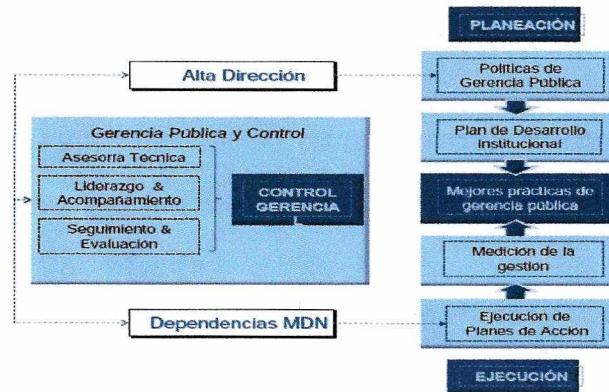 PLANEACIÓN
Alta Dirección
Políticas de
Gerencia Pública
Gerencia Pública y Control
Asesoría Técnica
Liderazgo &
Acompañamiento
Seguimiento &
Evaluación
CONTROL
GERENCIA
Plan de Desarrollo
Institucional
Mejores prácticas de
gerencia pública
Medición de la
gestión
Dependencias MDN
Ejecución de
Planes de Acción
EJECUCIÓN